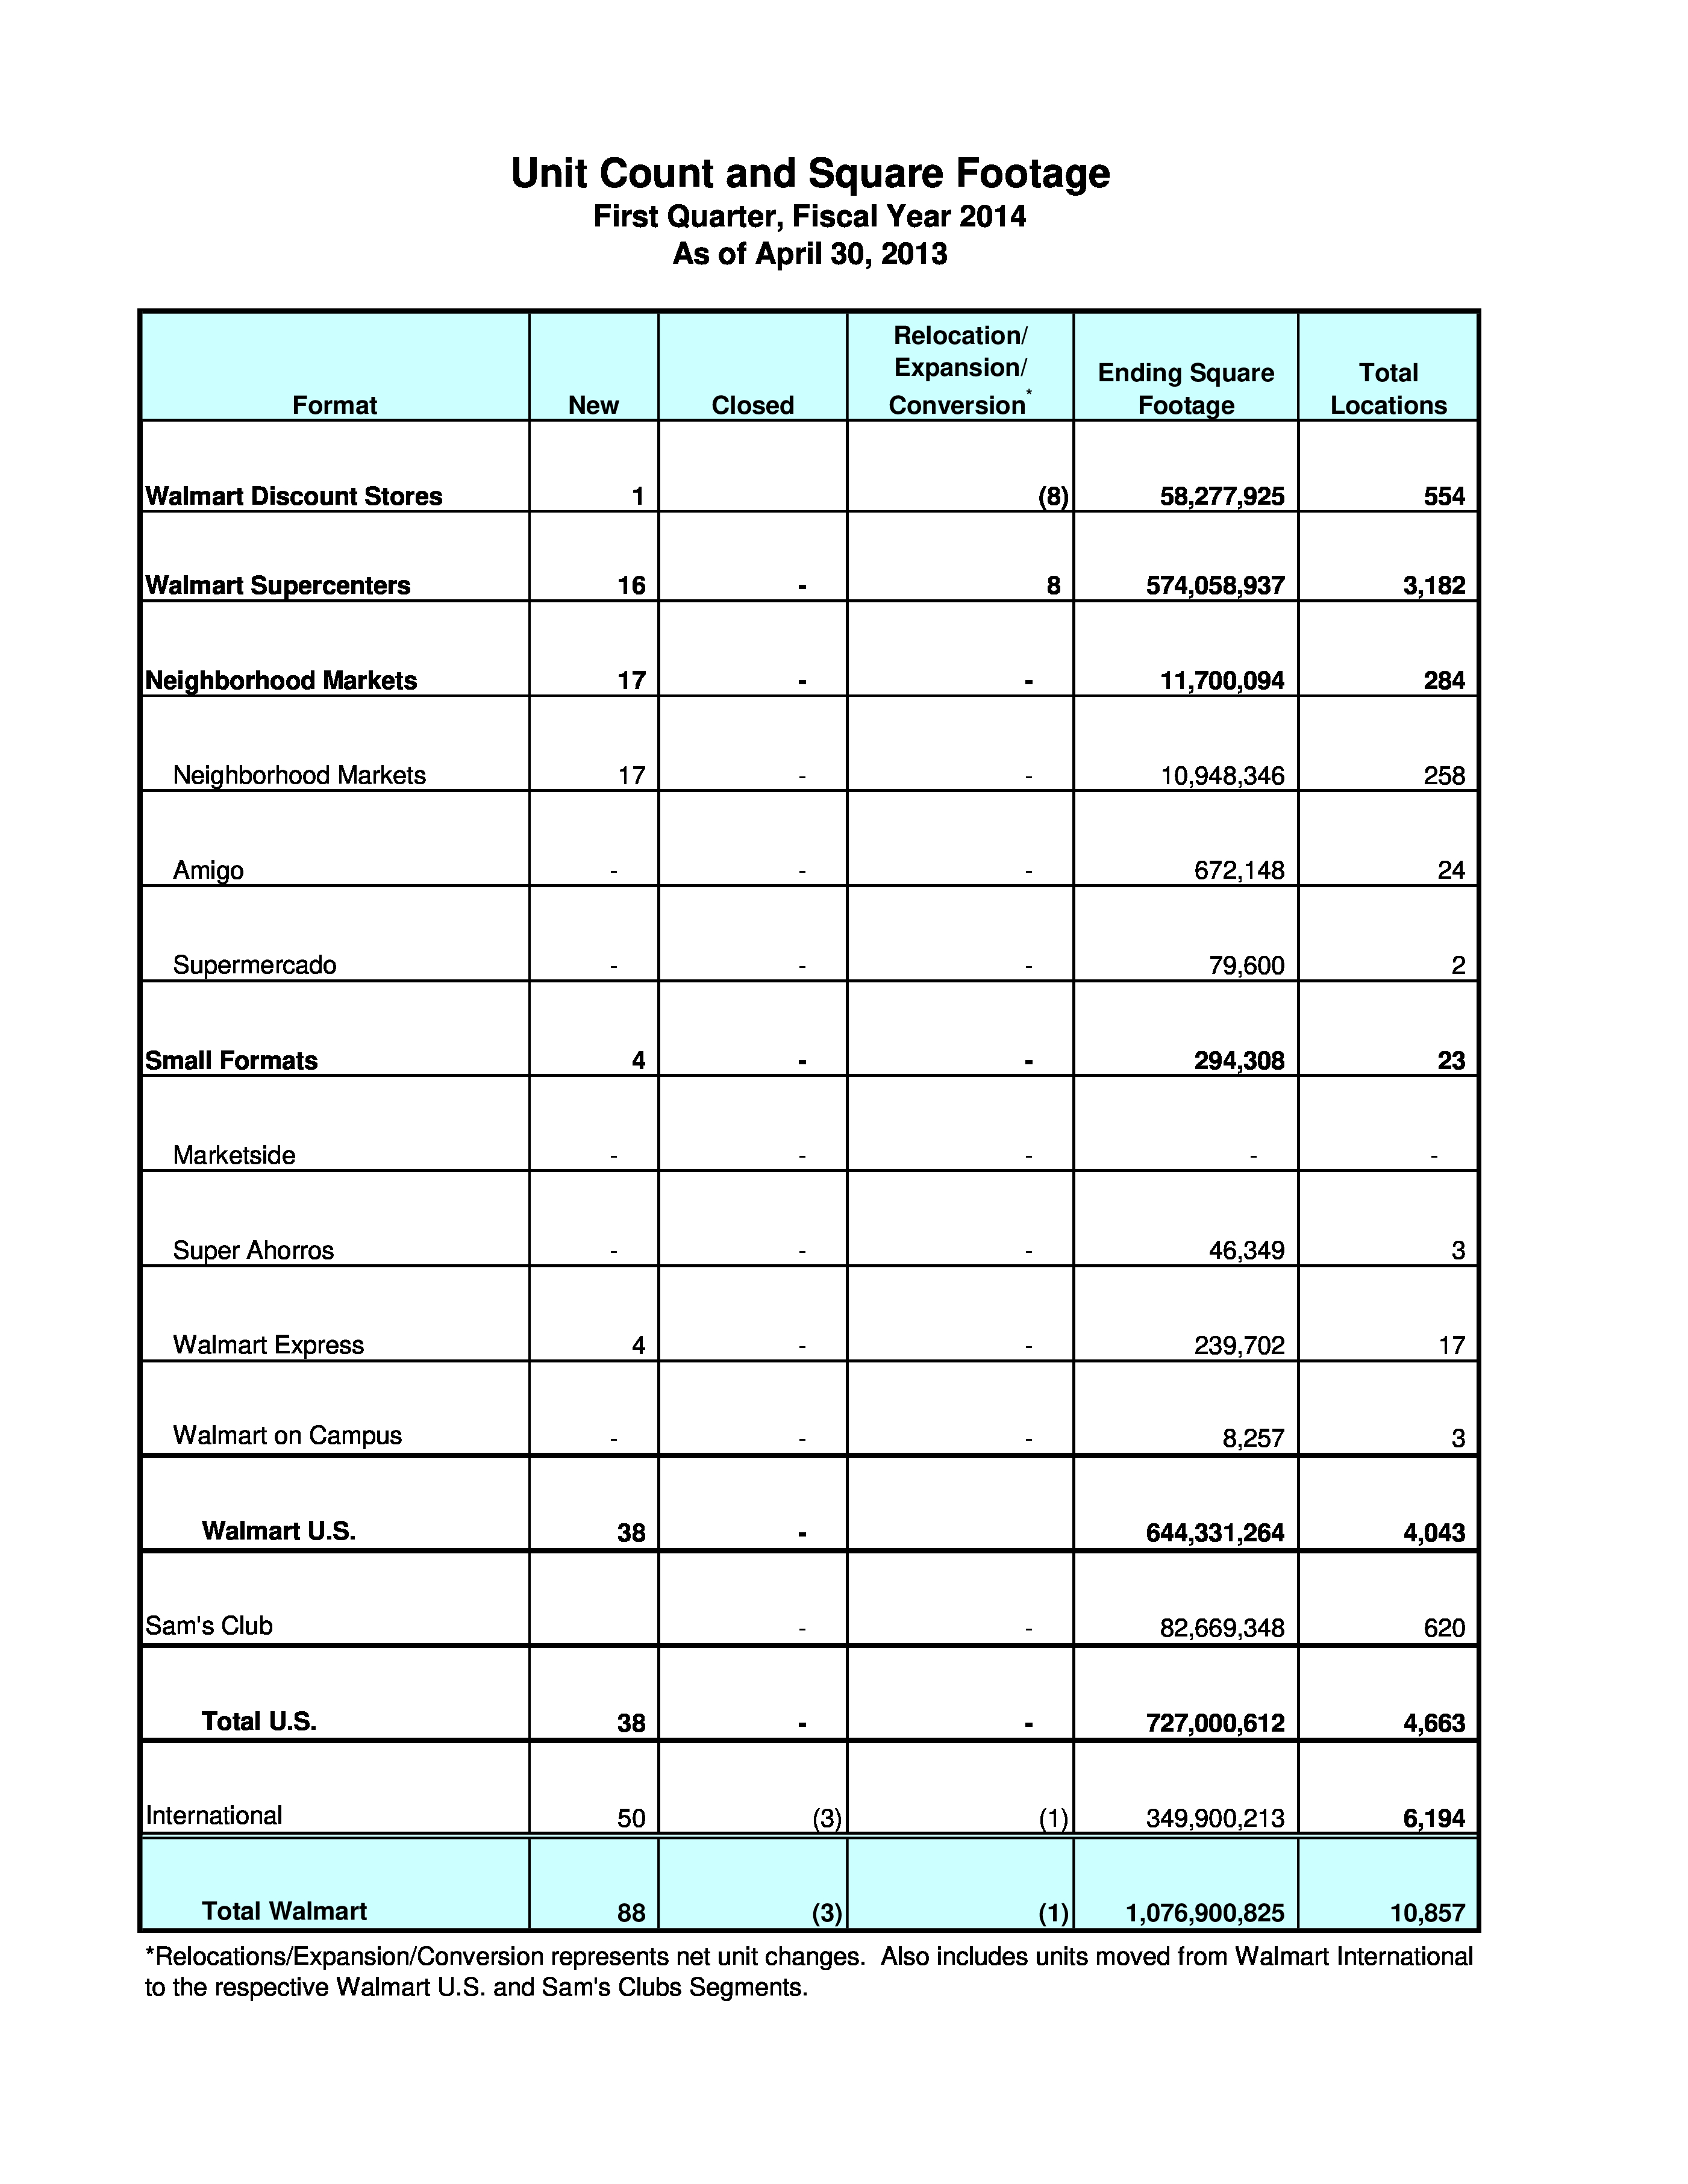 Unit Count and Square Footage
First Quarter, Fiscal Year 2014
As of April 30, 2013
Format New Closed Relocation/ Expansion/ Conversion* Ending Square Footage Total Locations
Walmart Discount Stores 1 (8) 58,277,925 554
Walmart Supercenters 16 - 8 574,058,937 3,182
Neighborhood Markets 17 - - 11,700,094 284
Neighborhood Markets 17 - - 10,948,346 258
Amigo - - - 672,148 24
Supermercado - - - 79,600 2
Small Formats 4 - - 294,308 23
Marketside - - - - -
Super Ahorros - - - 46,349 3
Walmart Express 4 - - 239,702 17
Walmart on Campus - - - 8,257 3
Walmart U.S. 38 - 644,331,264 4,043
Sam's Club - - 82,669,348 620
Total U.S. 38 - - 727,000,612 4,663
International 50 (3) (1) 349,900,213 6,194
Total Walmart 88 (3) (1) 1,076,900,825 10,857
*Relocations/Expansion/Conversion represents net unit changes.  Also includes units moved from Walmart International
to the respective Walmart U.S. and Sam's Clubs Segments.